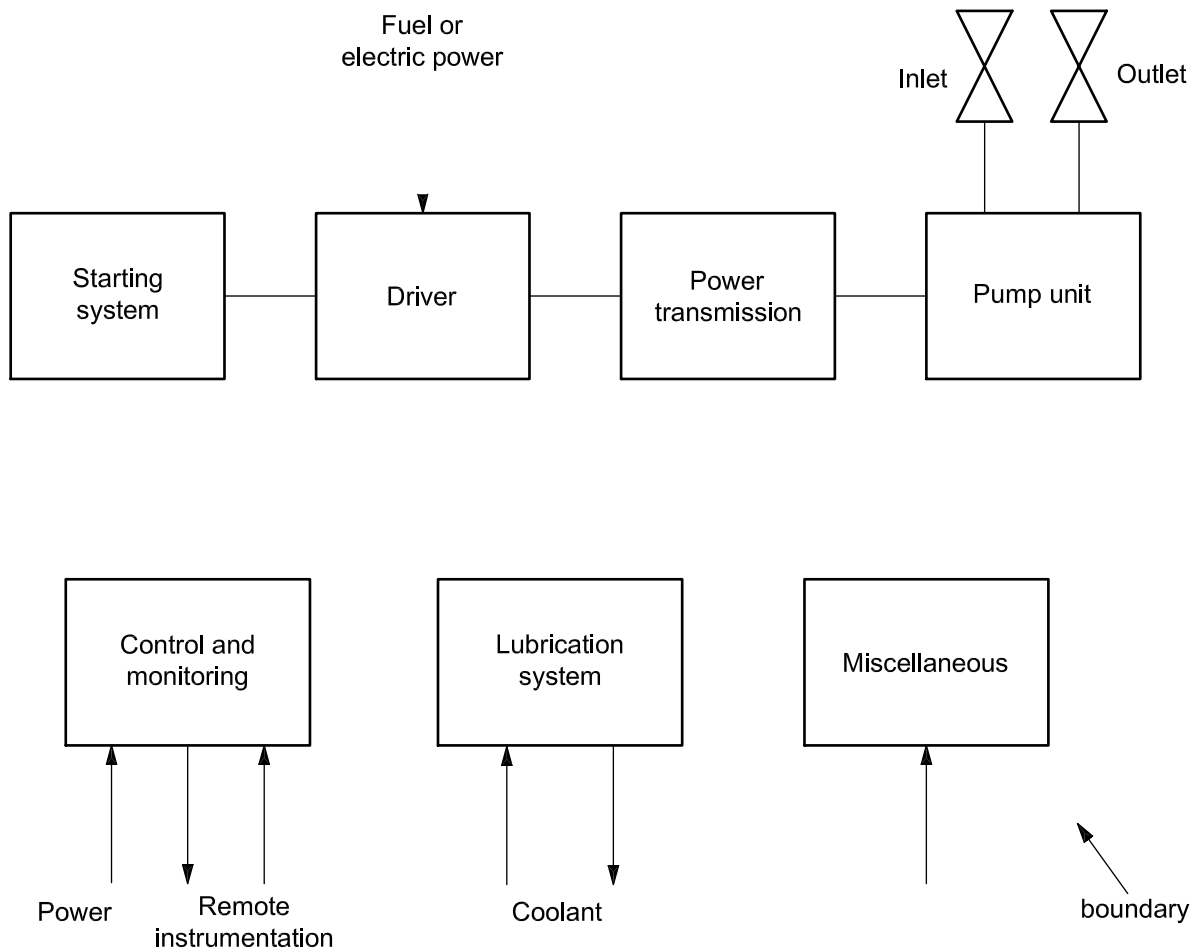 Fuel or
electric power
Inlet
Outlet
Starting
system
Driver
Power
transmission
Pump unit
Control and
monitoring
Lubrication
system
Miscellaneous
Power
Remote
instrumentation
Coolant
boundary